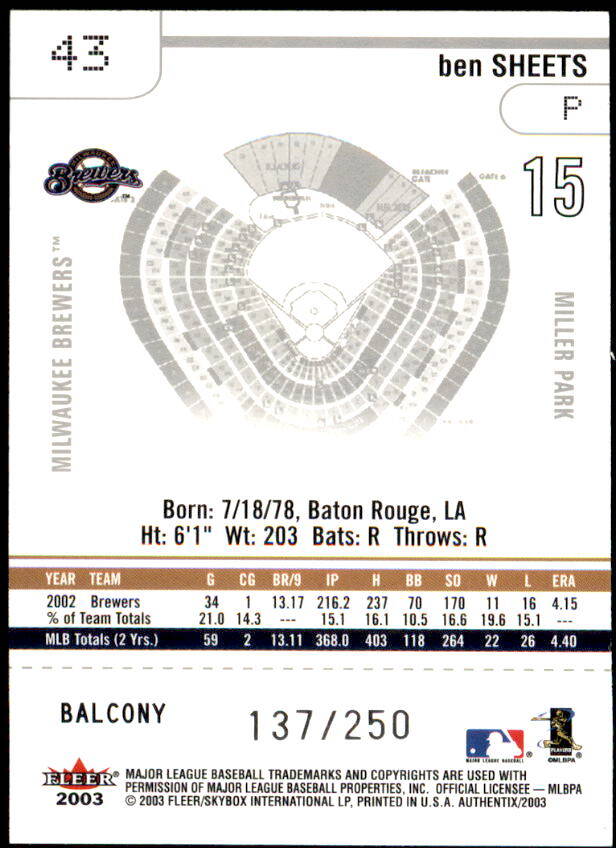 43
ben SHEETS
P
Brewers
15
MILWAUKEE BREWERS™
MILLER PARK
Born: 7/18/78, Baton Rouge, LA
Ht: 6'1" Wt: 203 Bats: R Throws: R
YEAR TEAM G CG BR/9 IP H BB SO W L ERA
2002 Brewers 34 1 13.17 216.2 237 70 170 11 16 4.15
% of Team Totals 21.0 14.3 --- 15.1 16.1 10.5 16.6 19.6 15.1 ---
MLB Totals (2 Yrs.) 59 2 13.11 368.0 403 118 264 22 26 4.40
BALCONY
137/250
MAJOR LEAGUE BASEBALL
PLAYERS
©MLBPA
FLEER
2003
MAJOR LEAGUE BASEBALL TRADEMARKS AND COPYRIGHTS ARE USED WITH
PERMISSION OF MAJOR LEAGUE BASEBALL PROPERTIES, INC. OFFICIAL LICENSEE — MLBPA
© 2003 FLEER/SKYBOX INTERNATIONAL LP, PRINTED IN U.S.A. AUTHENTIX/2003